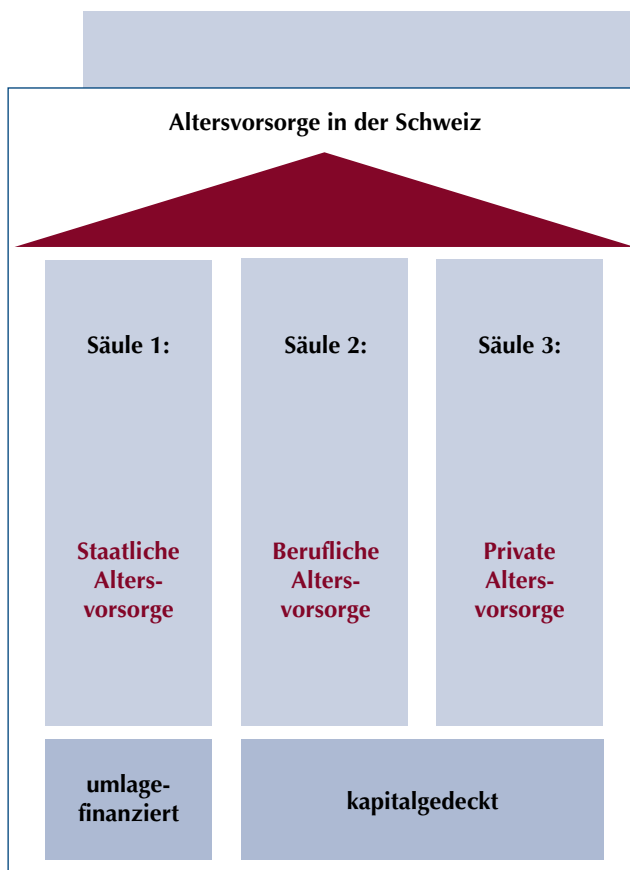 Altersvorsorge in der Schweiz
Säule 1:
Säule 2:
Säule 3:
Staatliche
Alters-
vorsorge
Berufliche
Alters-
vorsorge
Private
Alters-
vorsorge
umlage-
finanziert
kapitalgedeckt